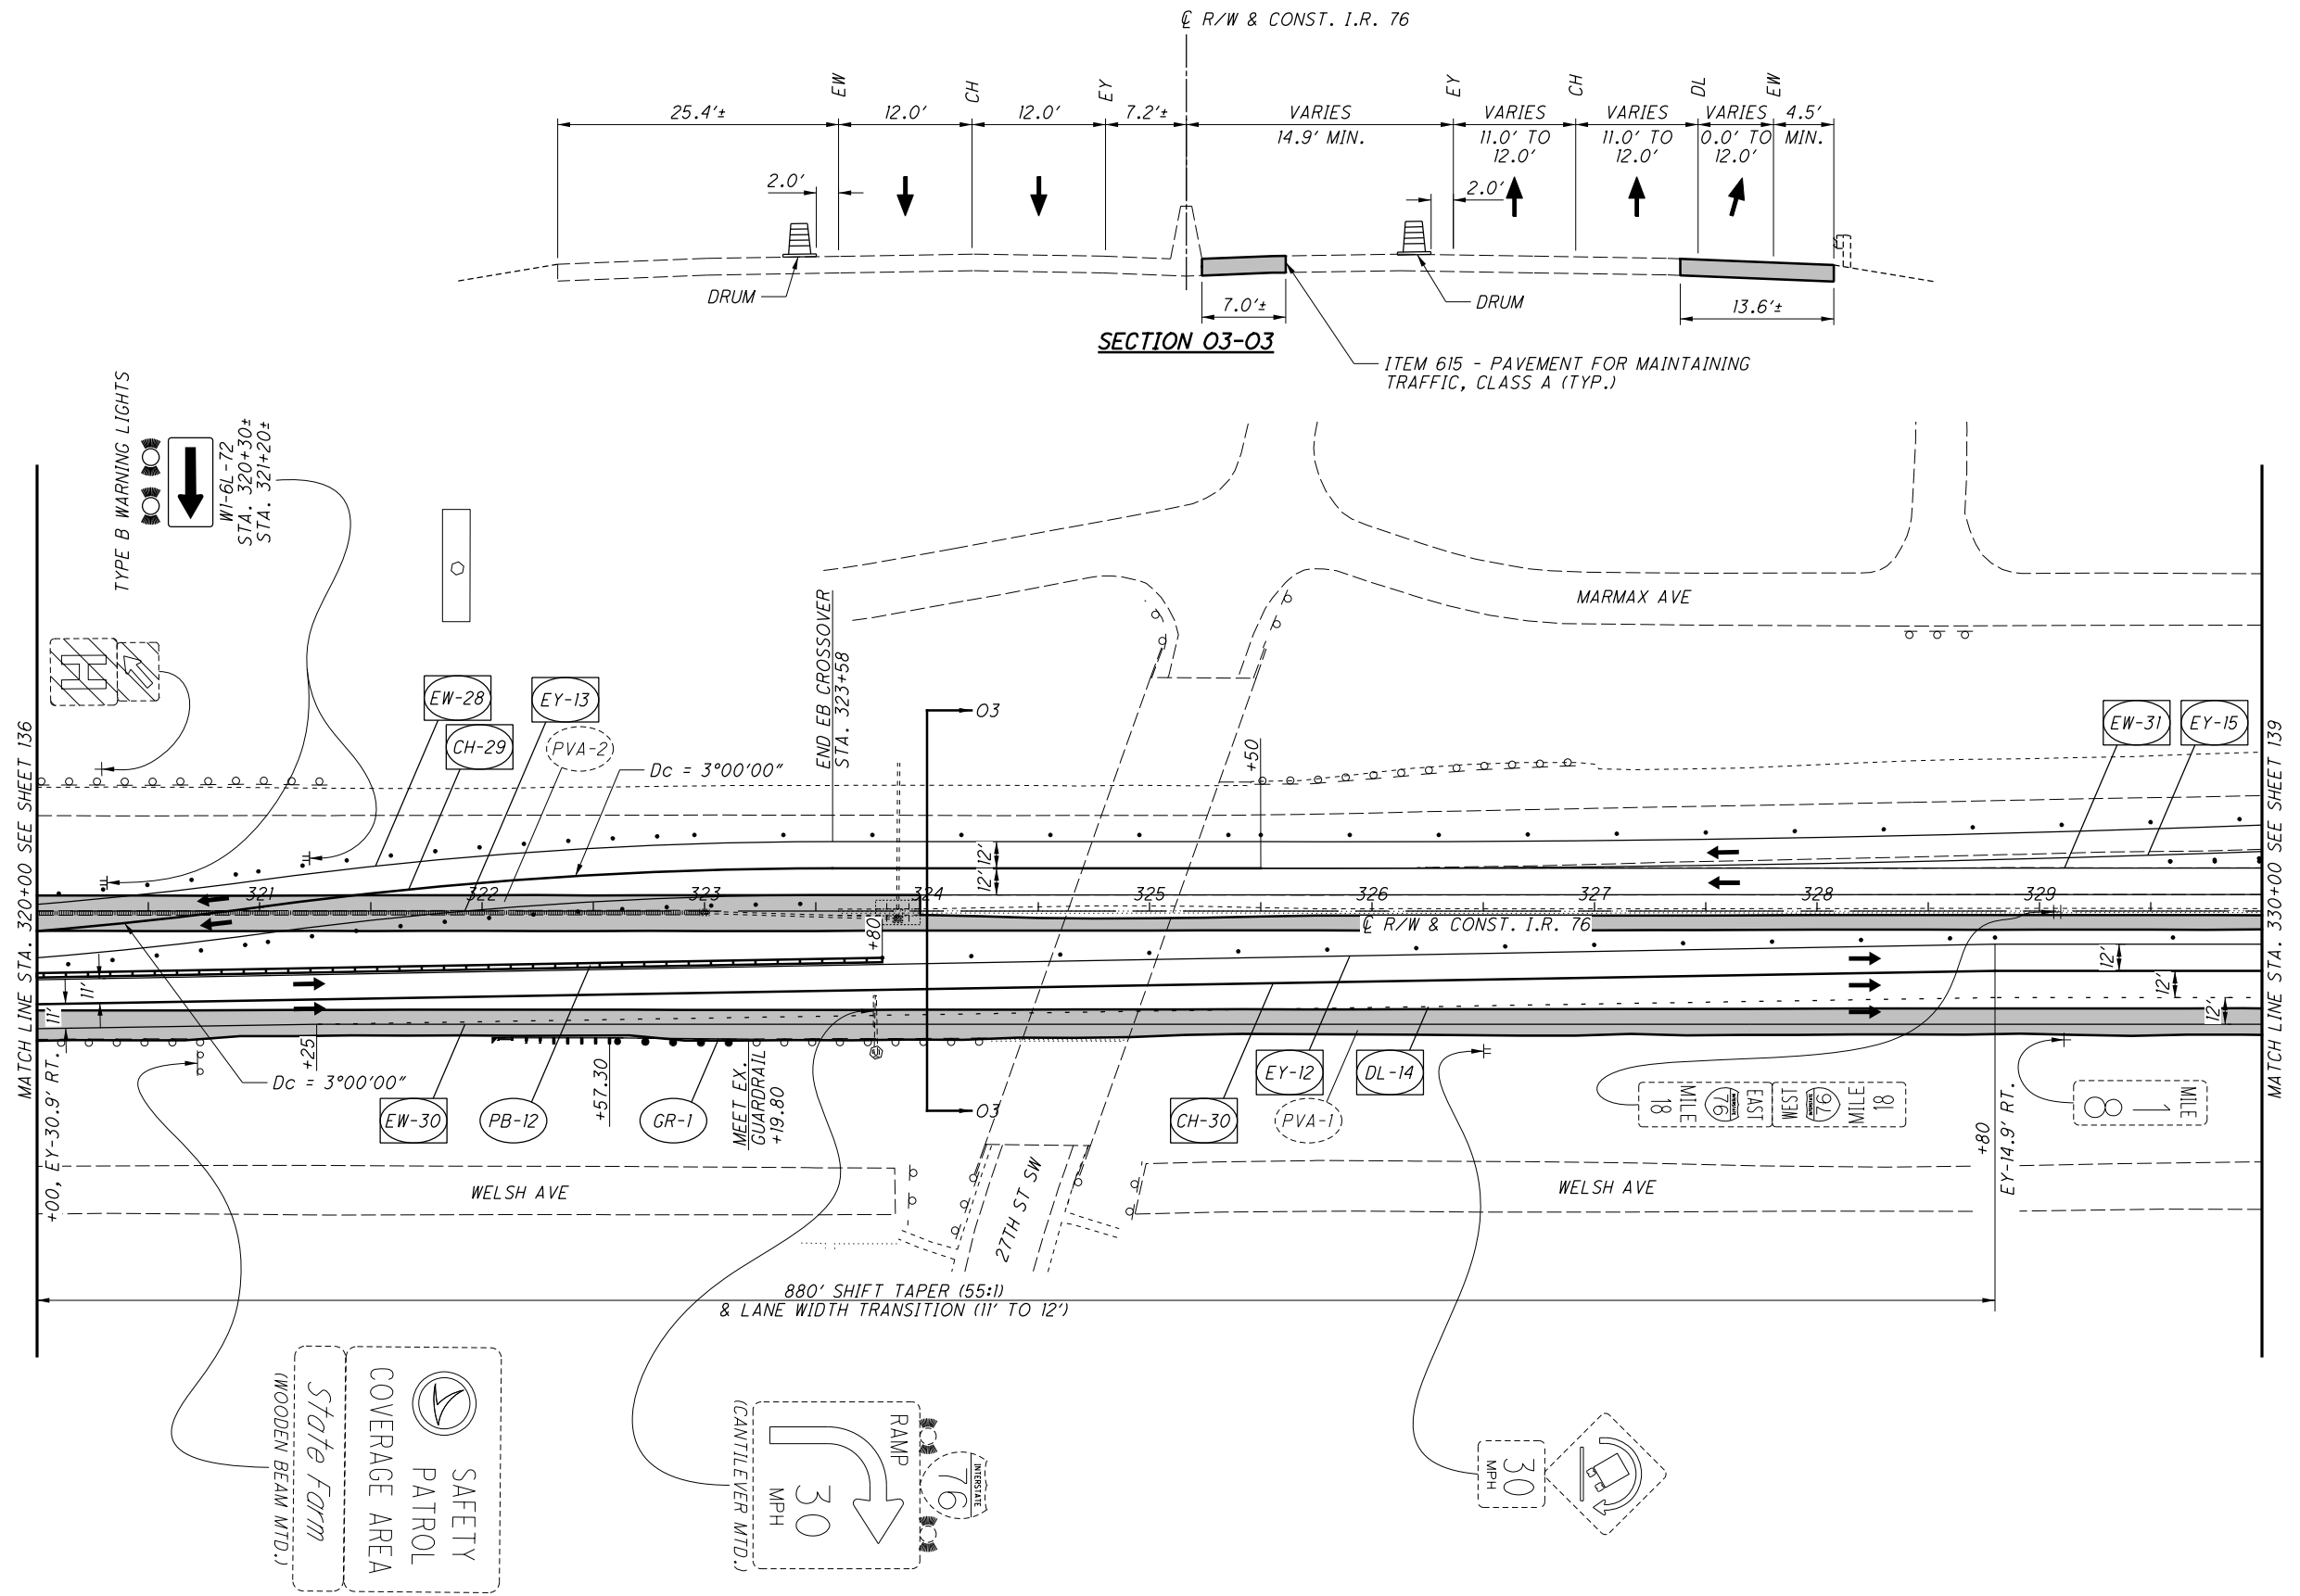 ℄ R/W & CONST. I.R. 76
EW
CH
EY
EY
CH
DL
EW
25.4'±
12.0'
12.0'
7.2'±
VARIES
14.9' MIN.
VARIES
11.0' TO
12.0'
VARIES
11.0' TO
12.0'
VARIES
0.0' TO
12.0'
4.5'
MIN.
2.0'
2.0'
DRUM
DRUM
7.0'±
13.6'±
SECTION 03-03
ITEM 615 - PAVEMENT FOR MAINTAINING
TRAFFIC, CLASS A (TYP.)
TYPE B WARNING LIGHTS
W1-6L-72
STA. 320+30±
STA. 321+20±
H
MARMAX AVE
END EB CROSSOVER
STA. 323+58
EW-28
EY-13
CH-29
PVA-2
Dc = 3°00'00"
03
+50
EW-31
EY-15
MATCH LINE STA. 320+00 SEE SHEET 136
MATCH LINE STA. 330+00 SEE SHEET 139
12'
12'
321
322
323
324
325
326
327
328
329
℄ R/W & CONST. I.R. 76
+80
11'
11'
12'
12'
12'
+25
Dc = 3°00'00"
+00, EY-30.9' RT.
EW-30
PB-12
+57.30
GR-1
MEET EX.
GUARDRAIL
+19.80
03
CH-30
EY-12
PVA-1
DL-14
MILE
18
EAST
INTERSTATE
76
WEST
INTERSTATE
76
MILE
18
+80
EY-14.9' RT.
MILE
1
8
WELSH AVE
27TH ST SW
WELSH AVE
880' SHIFT TAPER (55:1)
& LANE WIDTH TRANSITION (11' TO 12')
SAFETY
PATROL
COVERAGE AREA
State Farm
(WOODEN BEAM MTD.)
INTERSTATE
76
RAMP
30
MPH
(CANTILEVER MTD.)
30
MPH